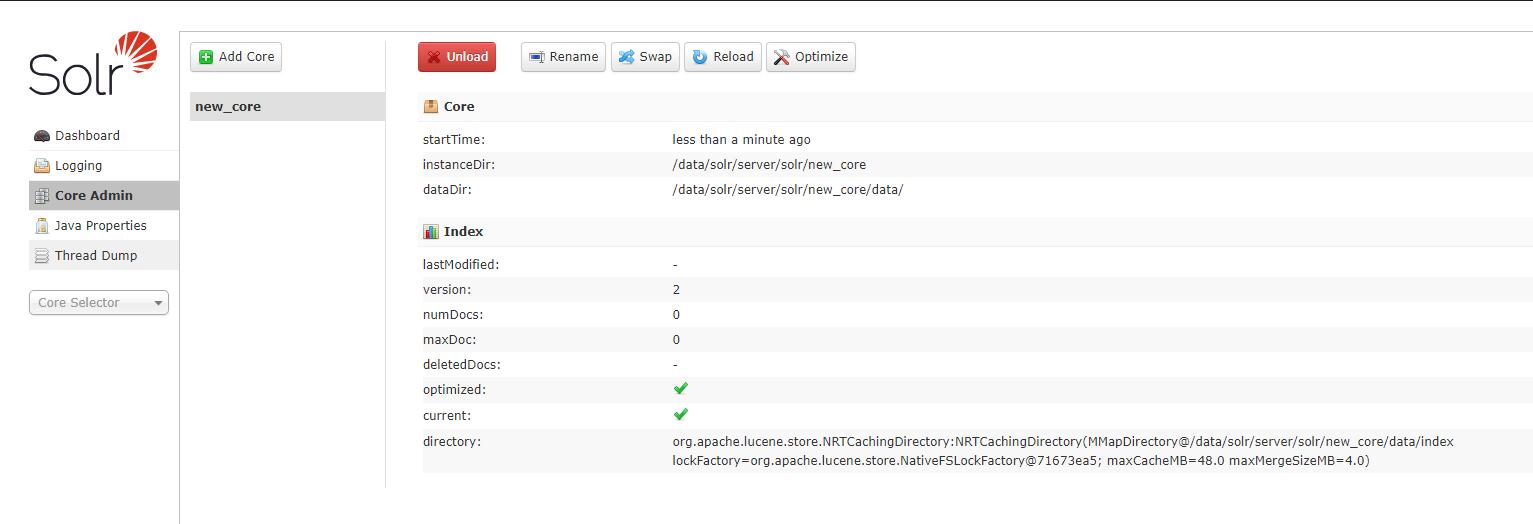 Solr
Dashboard
Logging
Core Admin
Java Properties
Thread Dump
Core Selector
Add Core
new_core
Unload Rename Swap Reload Optimize
Core
startTime: less than a minute ago
instanceDir: /data/solr/server/solr/new_core
dataDir: /data/solr/server/solr/new_core/data/
Index
lastModified: -
version: 2
numDocs: 0
maxDoc: 0
deletedDocs: -
optimized:
current:
directory: org.apache.lucene.store.NRTCachingDirectory:NRTCachingDirectory(MMapDirectory@/data/solr/server/solr/new_core/data/index
lockFactory=org.apache.lucene.store.NativeFSLockFactory@71673ea5; maxCacheMB=48.0 maxMergeSizeMB=4.0)